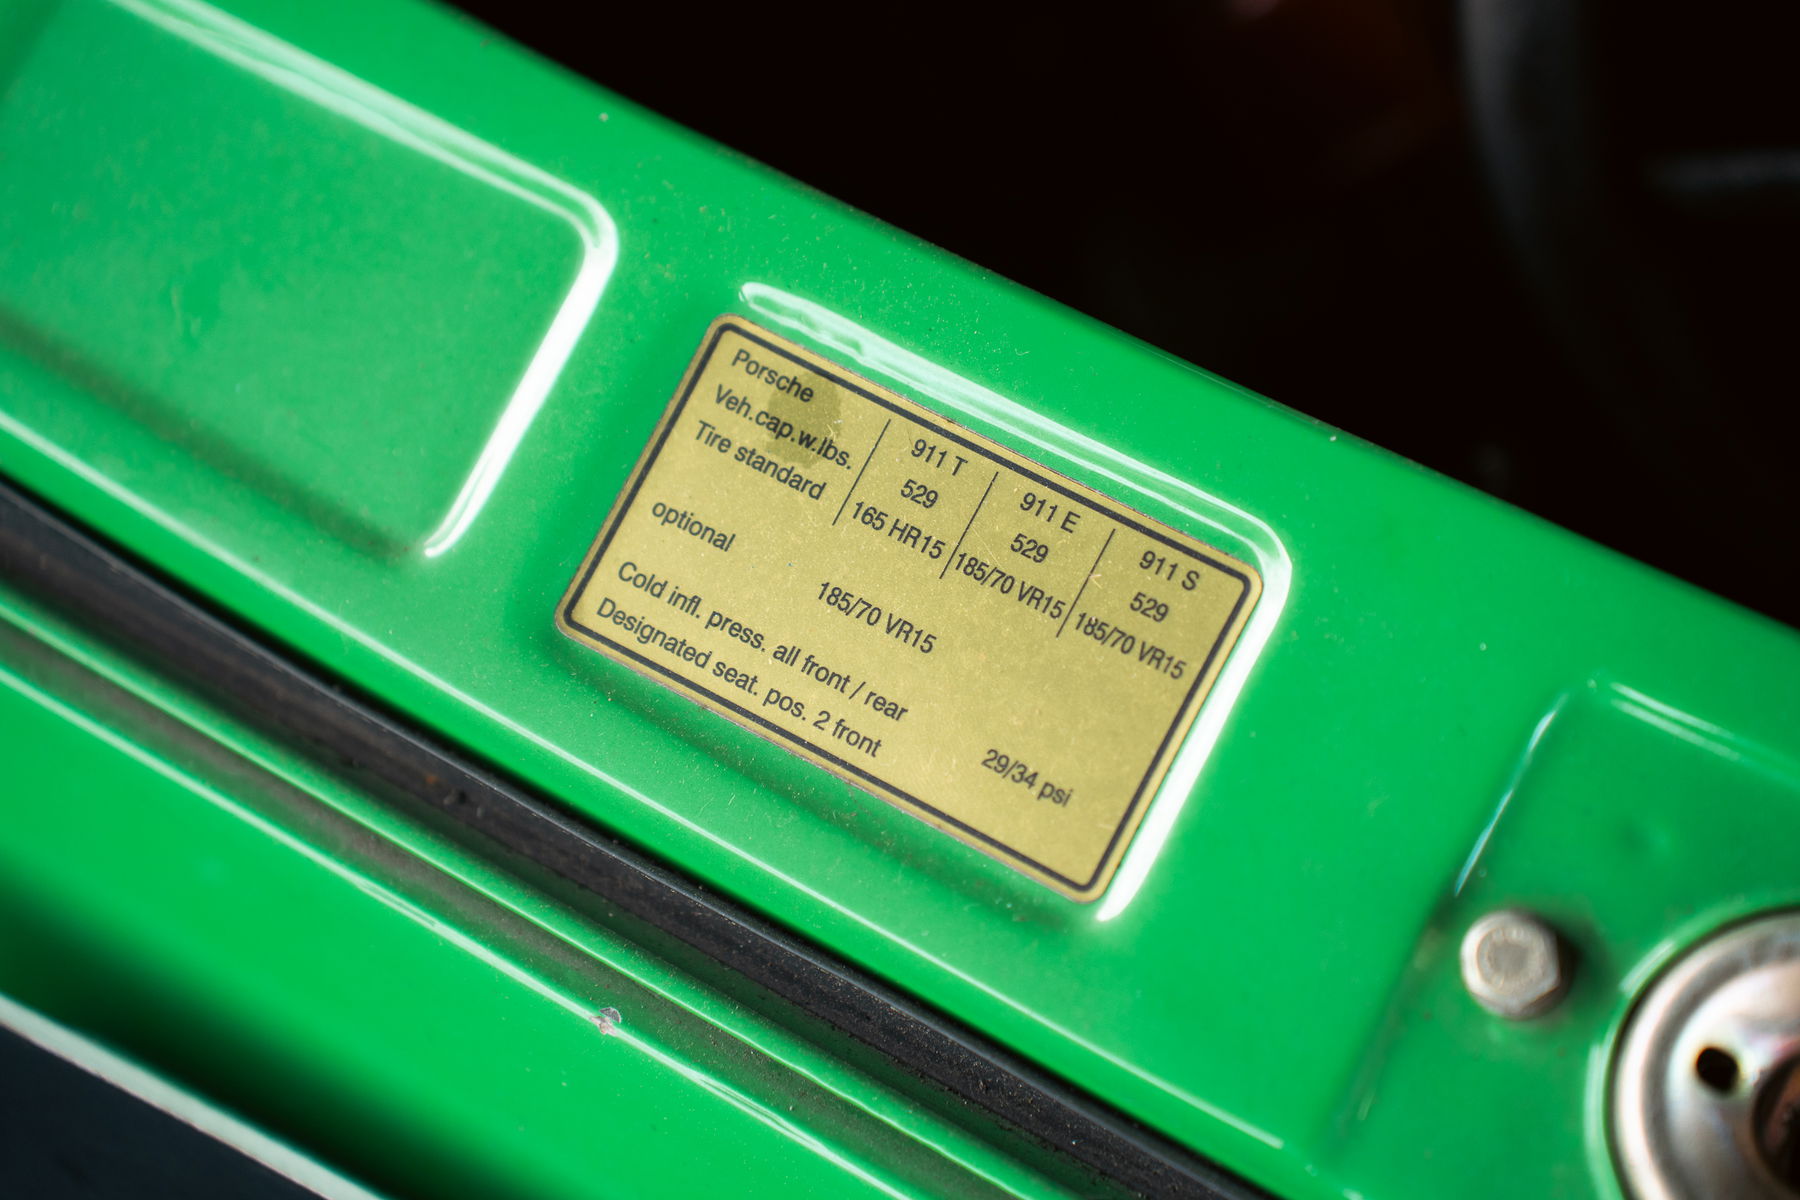 Porsche 911 T 911 E 911 S
Veh.cap.w.lbs. 529 529 529
Tire standard 165 HR15 185/70 VR15 185/70 VR15
optional 185/70 VR15
Cold infl. press. all front / rear 29/34 psi
Designated seat. pos. 2 front